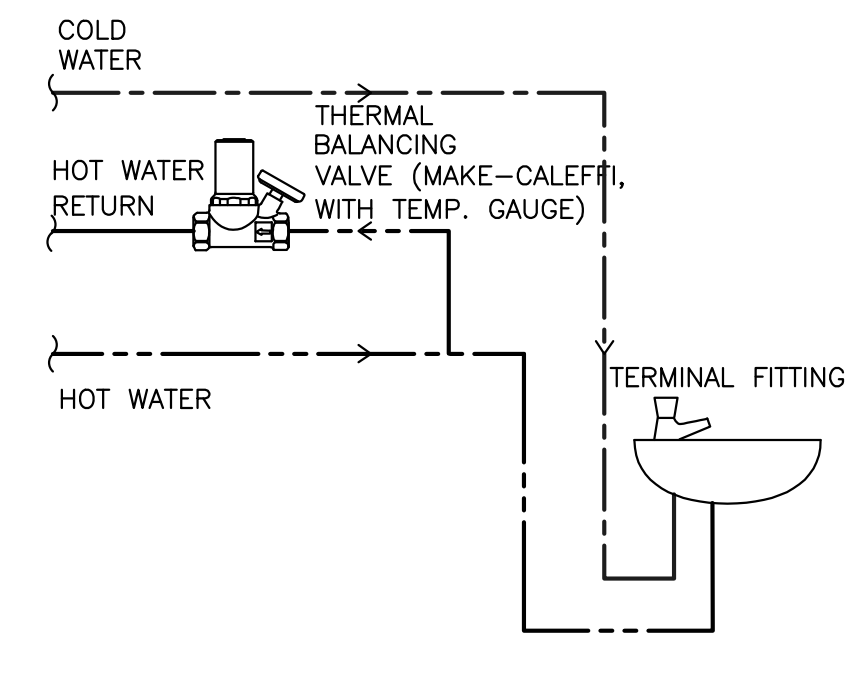 COLD
WATER
THERMAL
BALANCING
VALVE (MAKE-CALEFFI,
WITH TEMP. GAUGE)
HOT WATER
RETURN
HOT WATER
TERMINAL FITTING